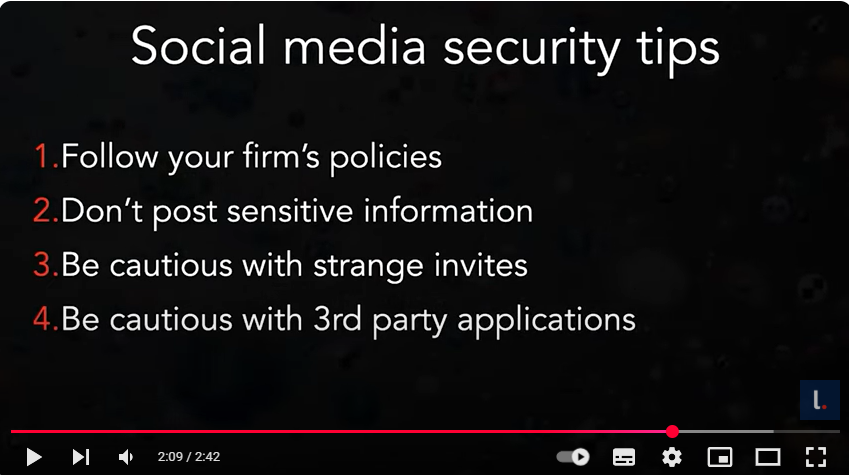 Social media security tips
1.Follow your firm's policies
2.Don't post sensitive information
3.Be cautious with strange invites
4.Be cautious with 3rd party applications
l.
2:09 / 2:42